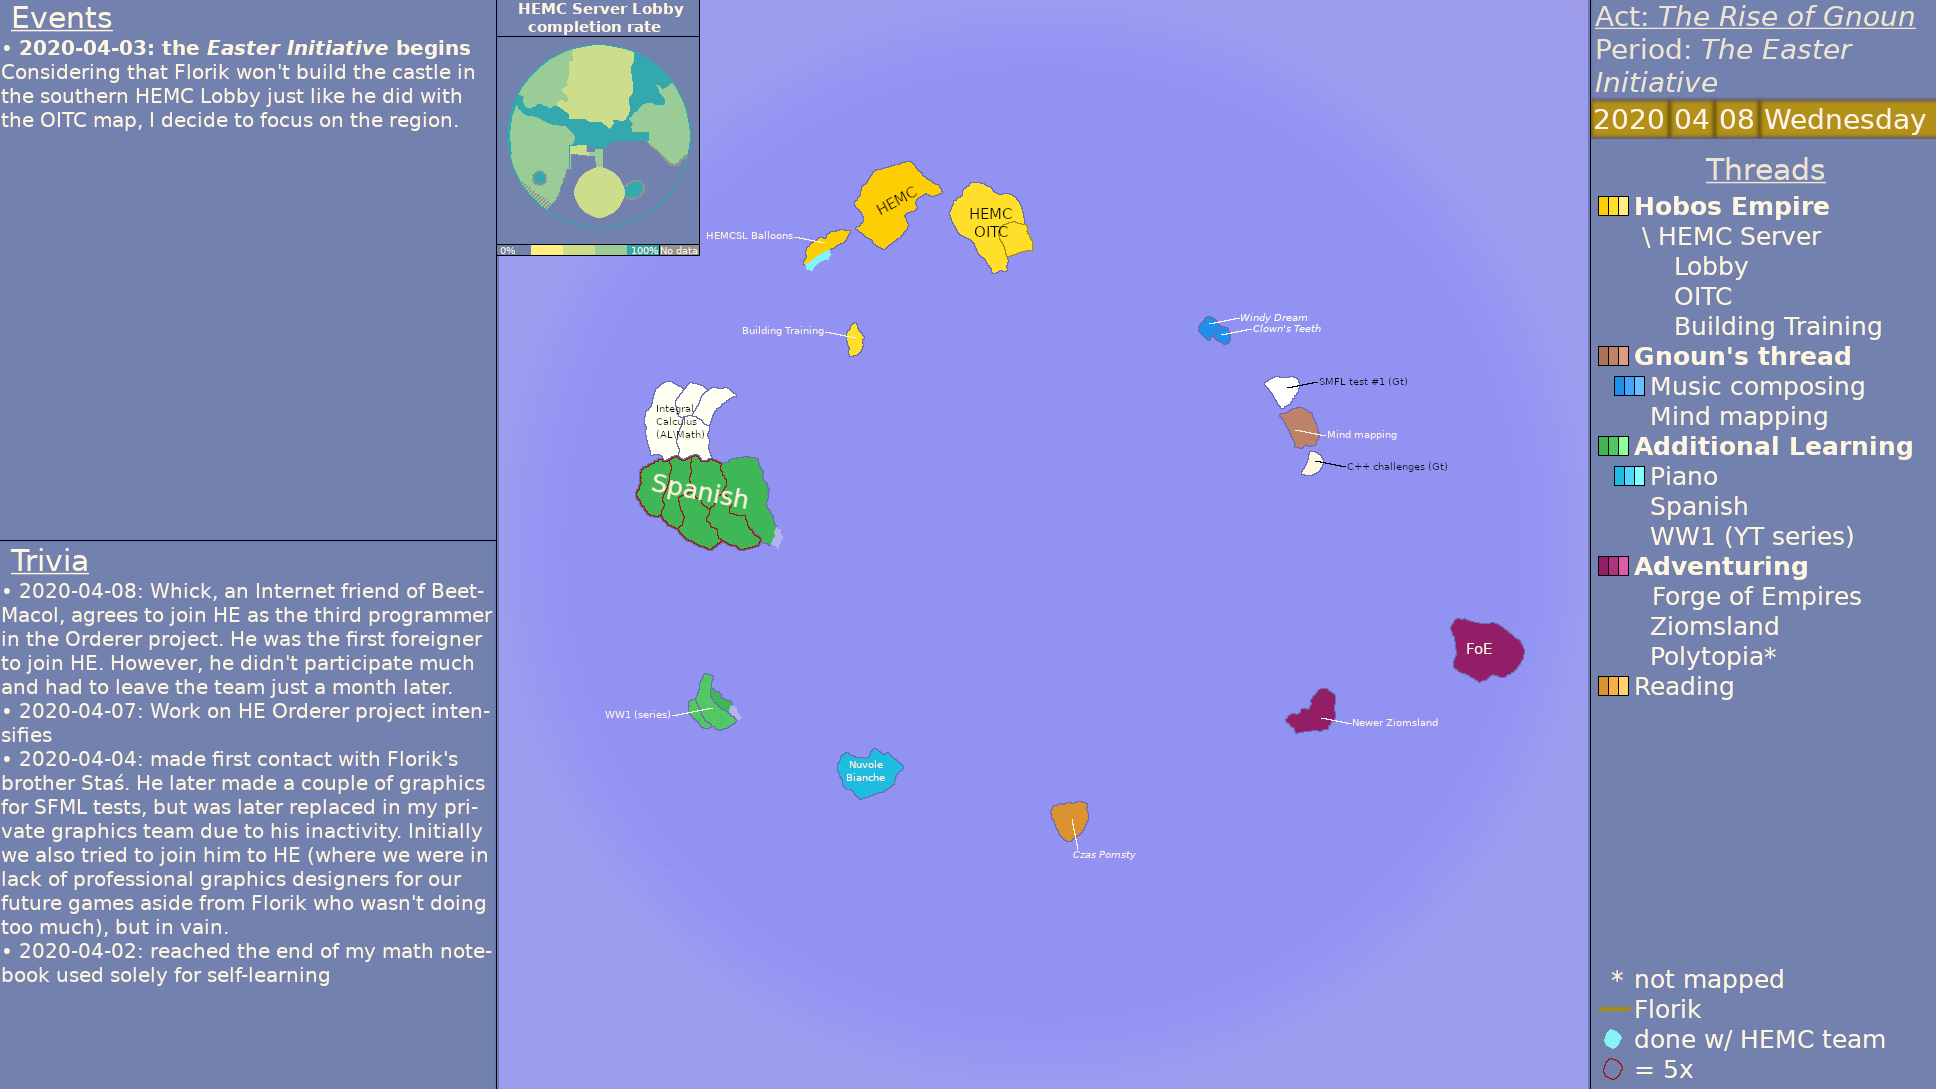 Events
• 2020-04-03: the Easter Initiative begins
Considering that Florik won't build the castle in
the southern HEMC Lobby just like he did with
the OITC map, I decide to focus on the region.
Trivia
• 2020-04-08: Whick, an Internet friend of Beet-
Macol, agrees to join HE as the third programmer
in the Orderer project. He was the first foreigner
to join HE. However, he didn't participate much
and had to leave the team just a month later.
• 2020-04-07: Work on HE Orderer project inten-
sifies
• 2020-04-04: made first contact with Florik's
brother Staś. He later made a couple of graphics
for SFML tests, but was later replaced in my pri-
vate graphics team due to his inactivity. Initially
we also tried to join him to HE (where we were in
lack of professional graphics designers for our
future games aside from Florik who wasn't doing
too much), but in vain.
• 2020-04-02: reached the end of my math note-
book used solely for self-learning
HEMC Server Lobby
completion rate
0%
100%
No data
HEMC
HEMC
OITC
HEMCSL Balloons
Building Training
Windy Dream
Clown's Teeth
Integral
Calculus
(AL\Math)
SMFL test #1 (Gt)
Mind mapping
C++ challenges (Gt)
Spanish
FoE
WW1 (series)
Newer Ziomsland
Nuvole
Bianche
Czas Pomsty
Act: The Rise of Gnoun
Period: The Easter
Initiative
2020 04 08 Wednesday
Threads
Hobos Empire
\ HEMC Server
Lobby
OITC
Building Training
Gnoun's thread
Music composing
Mind mapping
Additional Learning
Piano
Spanish
WW1 (YT series)
Adventuring
Forge of Empires
Ziomsland
Polytopia*
Reading
* not mapped
Florik
done w/ HEMC team
= 5x